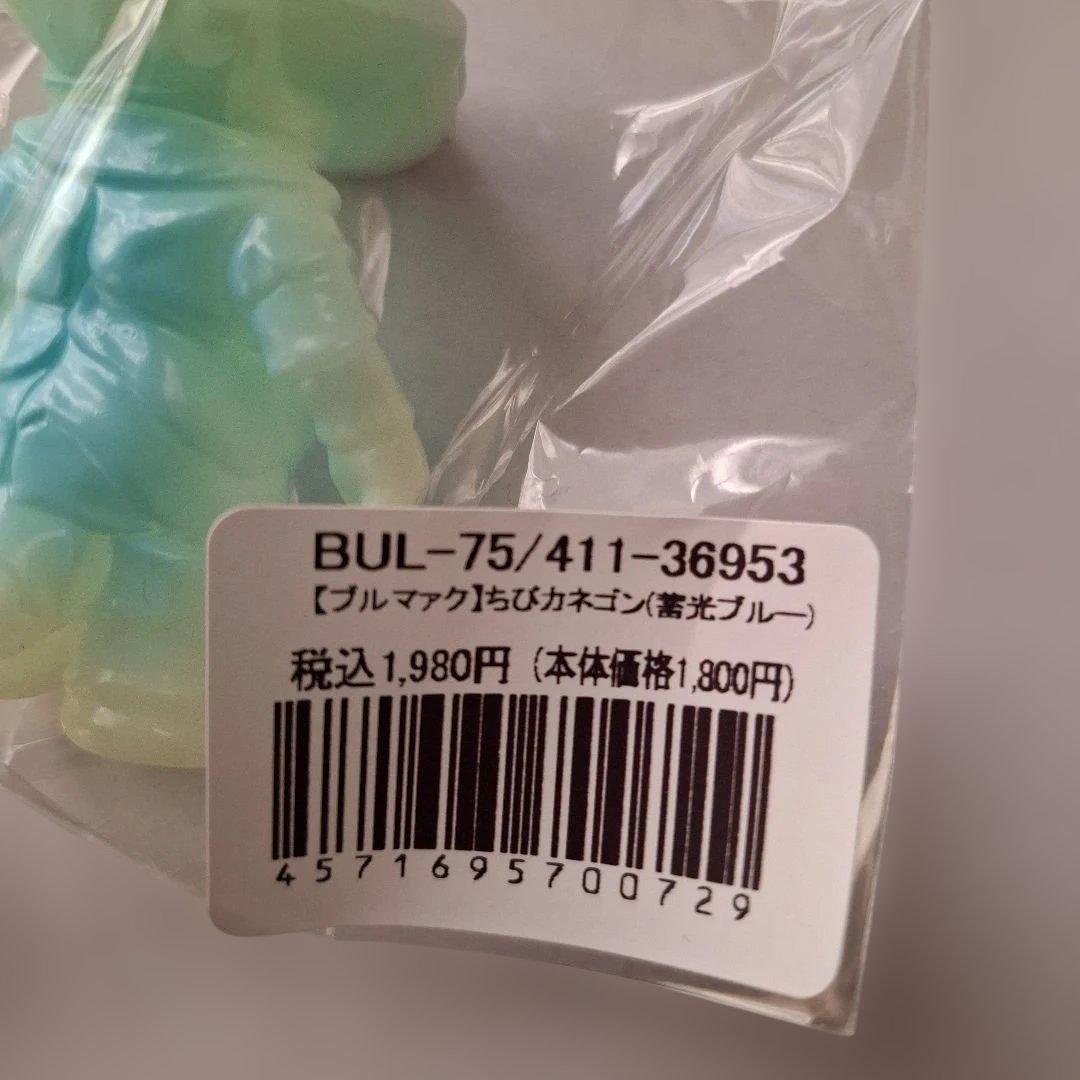 BUL-75/411-36953
【ブルマァク】ちびカネゴン(蓄光ブルー)
税込1,980円 (本体価格1,800円)
4571695700729